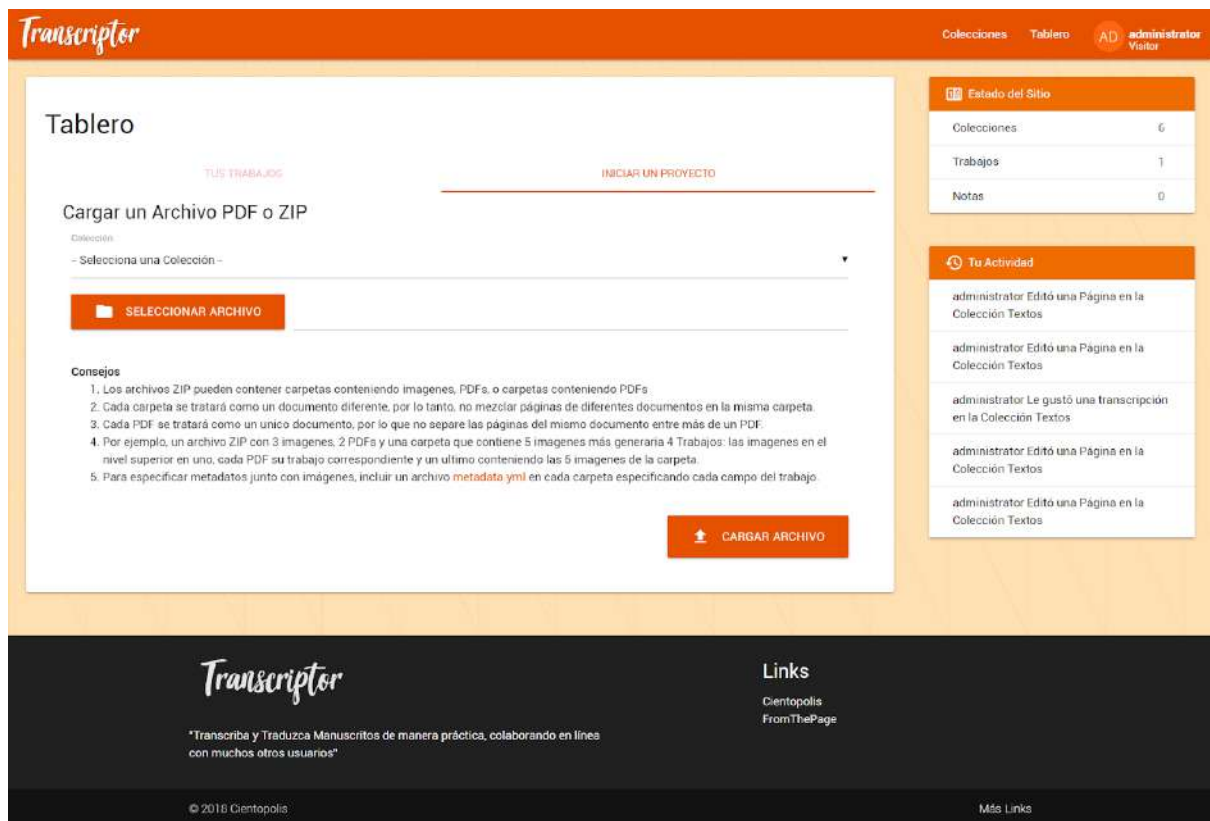 Transcriptor
Colecciones
Tablero
AD
administrator
Visitor
Tablero
TUS TRABAJOS
INICIAR UN PROYECTO
Cargar un Archivo PDF o ZIP
Colección
- Selecciona una Colección -
SELECCIONAR ARCHIVO
Consejos
1. Los archivos ZIP pueden contener carpetas conteniendo imagenes, PDFs, o carpetas conteniendo PDFs
2. Cada carpeta se tratará como un documento diferente, por lo tanto, no mezclar páginas de diferentes documentos en la misma carpeta.
3. Cada PDF se tratará como un unico documento, por lo que no separe las páginas del mismo documento entre más de un PDF.
4. Por ejemplo, un archivo ZIP con 3 imagenes, 2 PDFs y una carpeta que contiene 5 imagenes más generaria 4 Trabajos: las imagenes en el
nivel superior en uno, cada PDF su trabajo correspondiente y un ultimo conteniendo las 5 imagenes de la carpeta.
5. Para especificar metadatos junto con imágenes, incluir un archivo metadata.yml en cada carpeta especificando cada campo del trabajo.
CARGAR ARCHIVO
Estado del Sitio
Colecciones 6
Trabajos 1
Notas 0
Tu Actividad
administrator Editó una Página en la
Colección Textos
administrator Editó una Página en la
Colección Textos
administrator Le gustó una transcripción
en la Colección Textos
administrator Editó una Página en la
Colección Textos
administrator Editó una Página en la
Colección Textos
Transcriptor
"Transcriba y Traduzca Manuscritos de manera práctica, colaborando en línea
con muchos otros usuarios"
Links
Cientopolis
FromThePage
© 2018 Cientopolis
Más Links